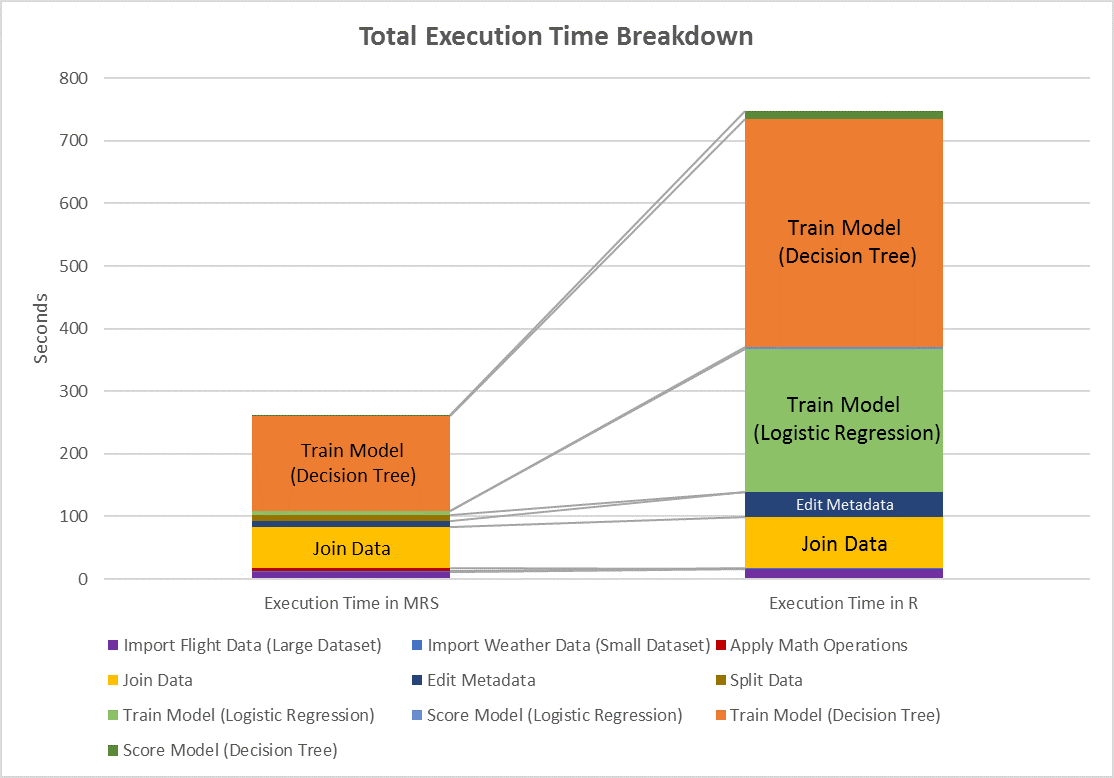 Total Execution Time Breakdown
800
700
600
500
400
300
200
100
0
Seconds
Train Model
(Decision Tree)
Join Data
Train Model
(Decision Tree)
Train Model
(Logistic Regression)
Edit Metadata
Join Data
Execution Time in MRS
Execution Time in R
Import Flight Data (Large Dataset)
Import Weather Data (Small Dataset)
Apply Math Operations
Join Data
Edit Metadata
Split Data
Train Model (Logistic Regression)
Score Model (Logistic Regression)
Train Model (Decision Tree)
Score Model (Decision Tree)